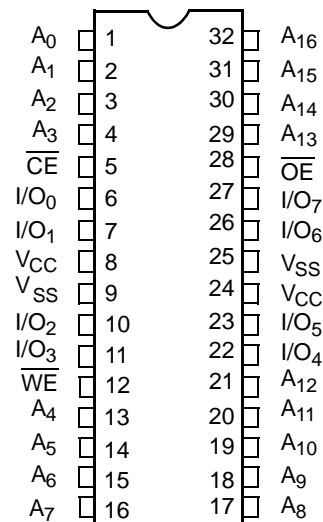 A0 1 32 A16
A1 2 31 A15
A2 3 30 A14
A3 4 29 A13
C̅E̅ 5 28 O̅E̅
I/O0 6 27 I/O7
I/O1 7 26 I/O6
VCC 8 25 VSS
VSS 9 24 VCC
I/O2 10 23 I/O5
I/O3 11 22 I/O4
W̅E̅ 12 21 A12
A4 13 20 A11
A5 14 19 A10
A6 15 18 A9
A7 16 17 A8